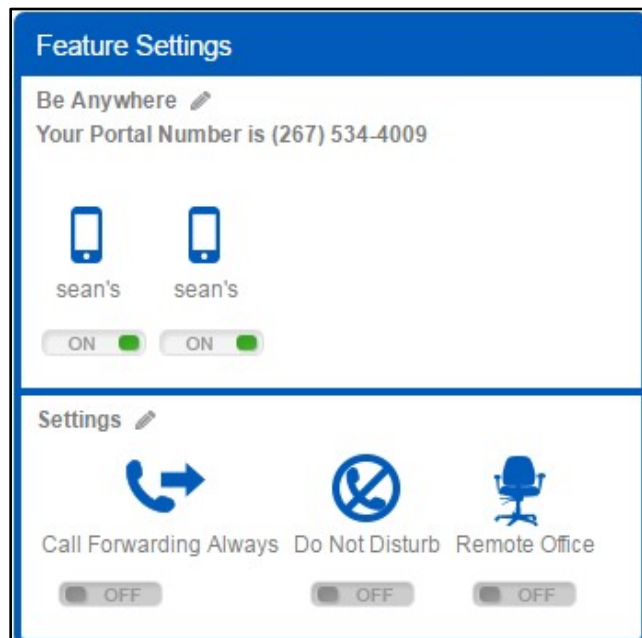 Feature Settings
Be Anywhere
Your Portal Number is (267) 534-4009
sean's sean's
ON ON
Settings
Call Forwarding Always Do Not Disturb Remote Office
OFF OFF OFF